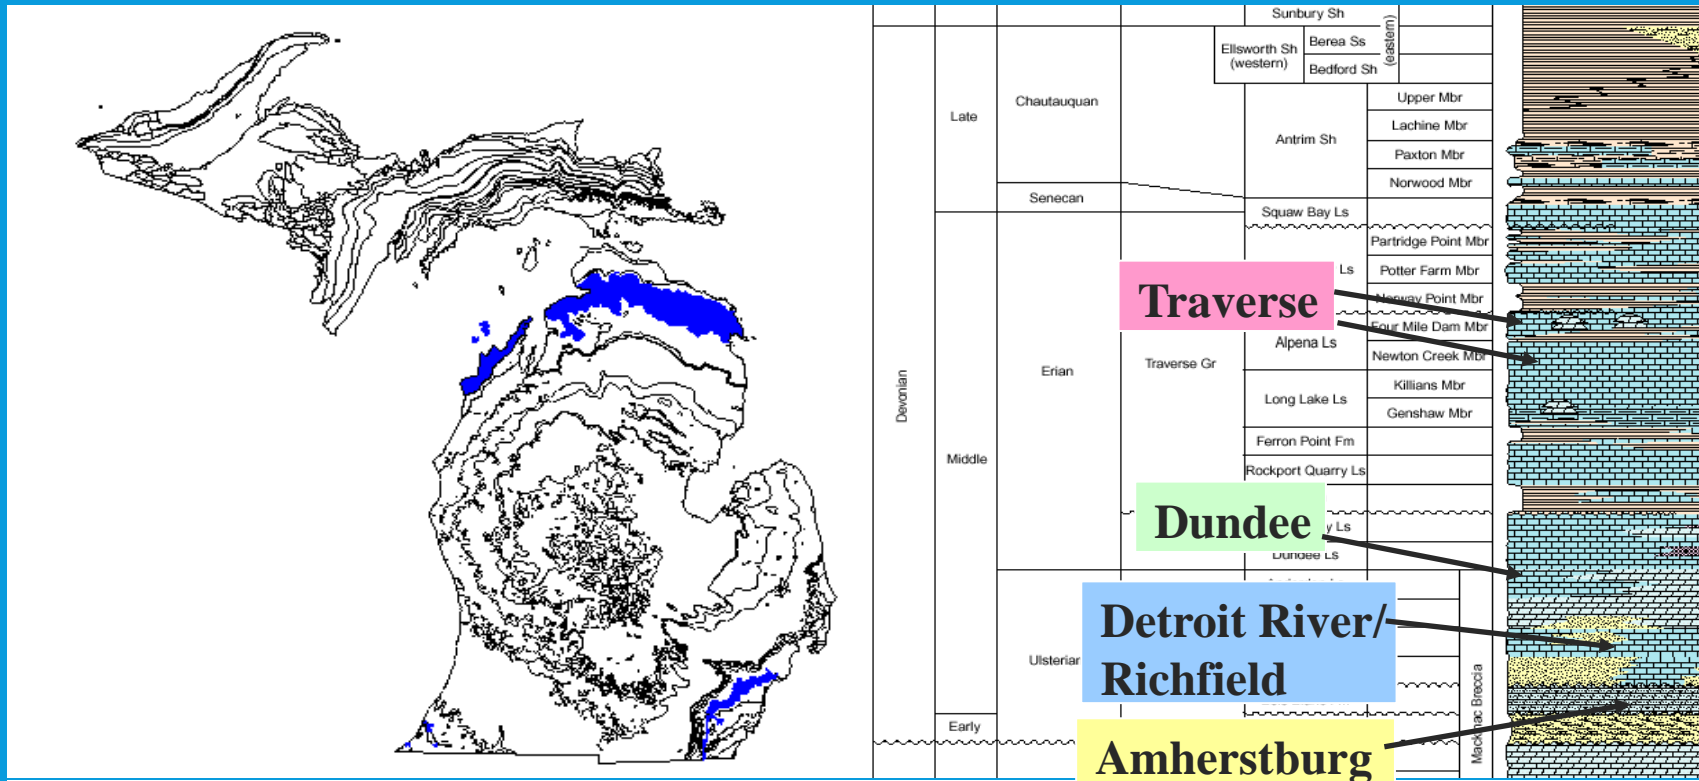 Sunbury Sh
Ellsworth Sh
(western)
Berea Ss
Bedford Sh
(eastern)
Devonian
Late
Chautauquan
Antrim Sh
Upper Mbr
Lachine Mbr
Paxton Mbr
Norwood Mbr
Senecan
Squaw Bay Ls
Partridge Point Mbr
Ls
Potter Farm Mbr
Norway Point Mbr
Traverse
Four Mile Dam Mbr
Alpena Ls
Newton Creek Mbr
Middle
Erian
Traverse Gr
Killians Mbr
Long Lake Ls
Genshaw Mbr
Ferron Point Fm
Rockport Quarry Ls
Dundee
y Ls
Dundee Ls
Ulsterian
Detroit River/
Richfield
Mackinac Breccia
Early
Amherstburg